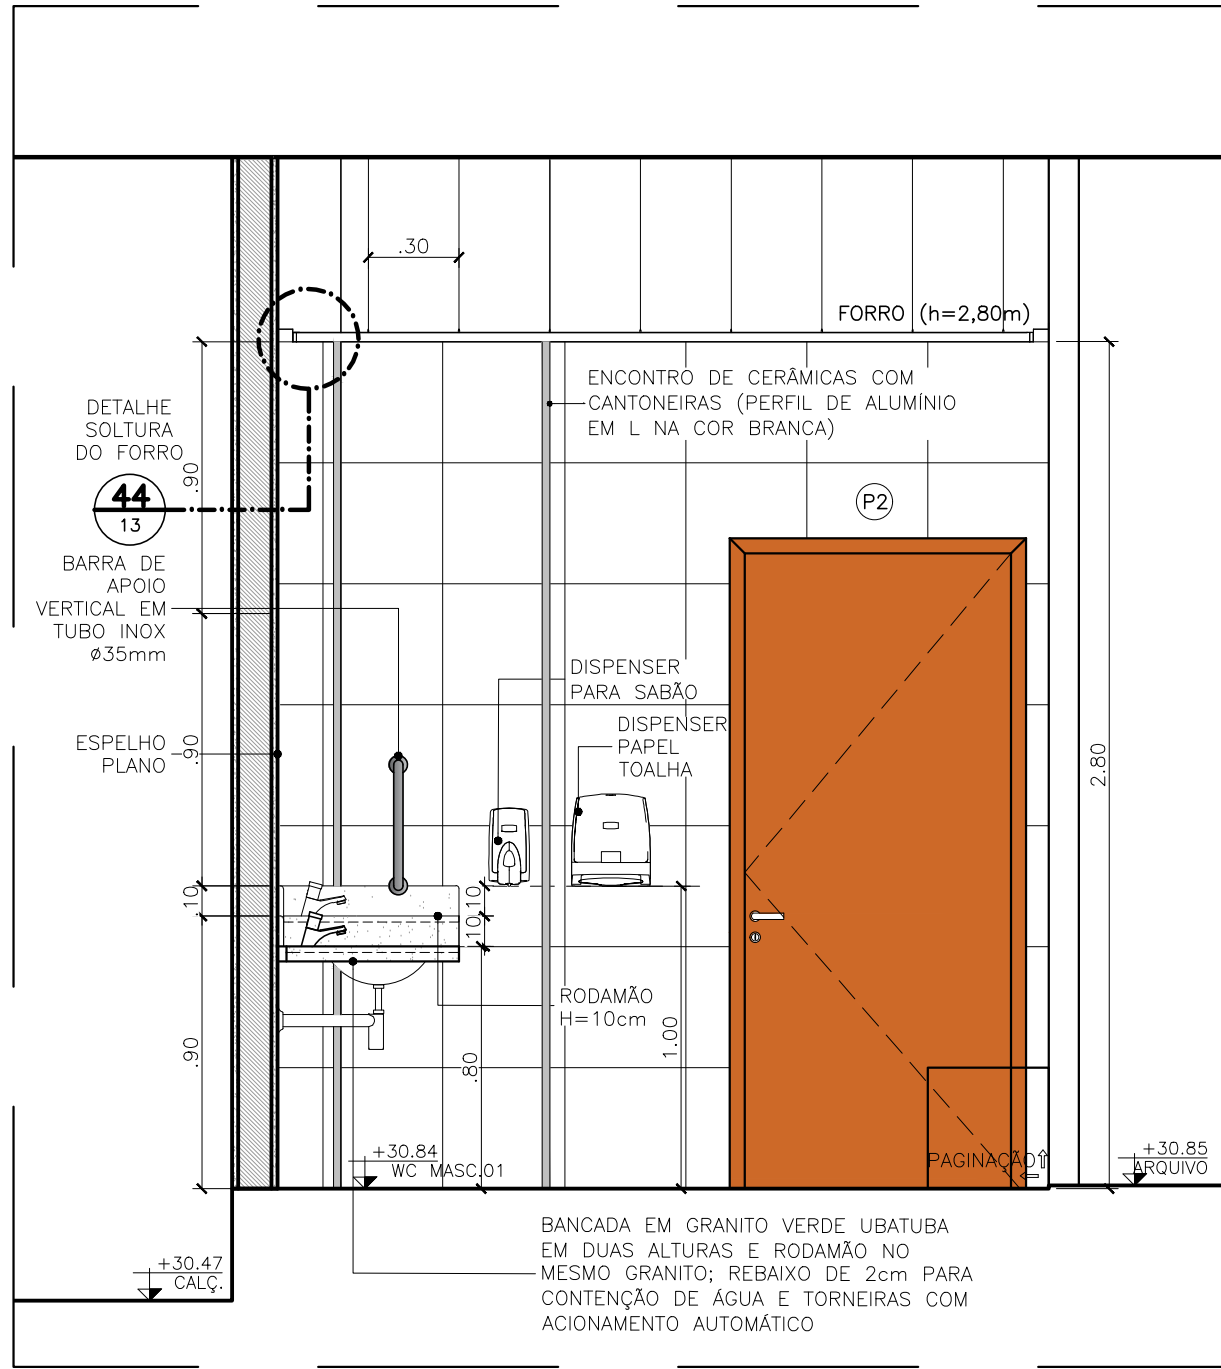 .30
FORRO (h=2,80m)
ENCONTRO DE CERÂMICAS COM
CANTONEIRAS (PERFIL DE ALUMÍNIO
EM L NA COR BRANCA)
DETALHE
SOLTURA
DO FORRO
.90
44
13
P2
BARRA DE
APOIO
VERTICAL EM
TUBO INOX
ø35mm
DISPENSER
PARA SABÃO
DISPENSER
PAPEL
TOALHA
ESPELHO
PLANO
.90
2.80
.10
10
10
RODAMÃO
H=10cm
.90
.80
1.00
+30.84
WC MASC.01
PAGINAÇÃO
+30.85
ARQUIVO
BANCADA EM GRANITO VERDE UBATUBA
EM DUAS ALTURAS E RODAMÃO NO
MESMO GRANITO; REBAIXO DE 2cm PARA
CONTENÇÃO DE ÁGUA E TORNEIRAS COM
ACIONAMENTO AUTOMÁTICO
+30.47
CALÇ.